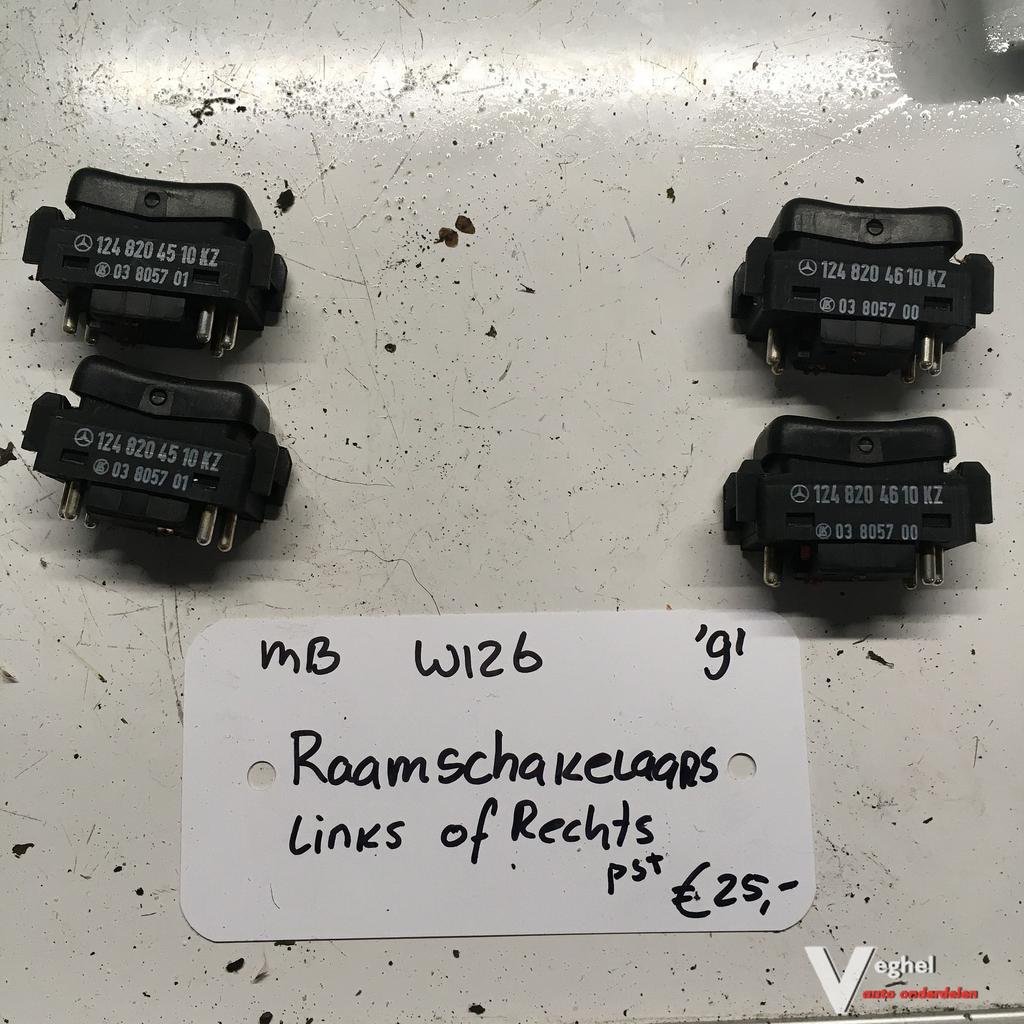 124 820 45 10 KZ
03 8057 01
124 820 45 10 KZ
03 8057 01
124 820 46 10 KZ
03 8057 00
124 820 46 10 KZ
03 8057 00
MB W126 '91
Raamschakelaars
Links of Rechts
pst €25,-
Veghel
auto onderdelen